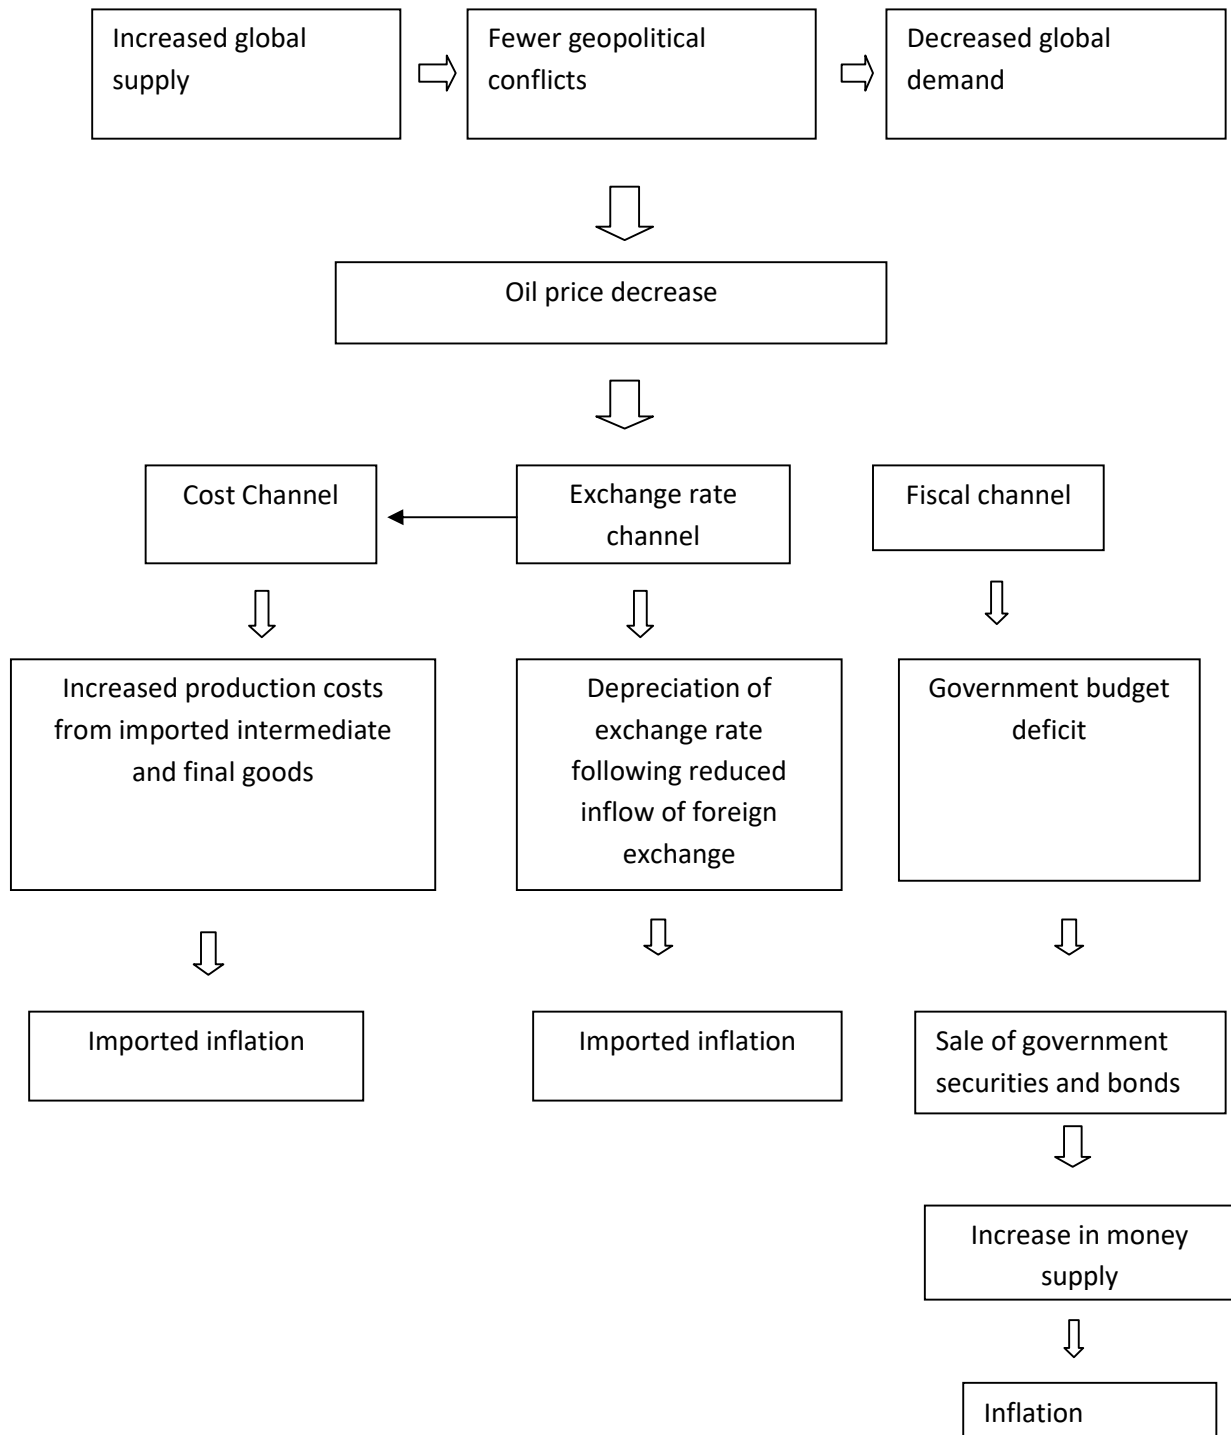 Increased global
supply
Fewer geopolitical
conflicts
Decreased global
demand
Oil price decrease
Cost Channel
Exchange rate
channel
Fiscal channel
Increased production costs
from imported intermediate
and final goods
Depreciation of
exchange rate
following reduced
inflow of foreign
exchange
Government budget
deficit
Imported inflation
Imported inflation
Sale of government
securities and bonds
Increase in money
supply
Inflation